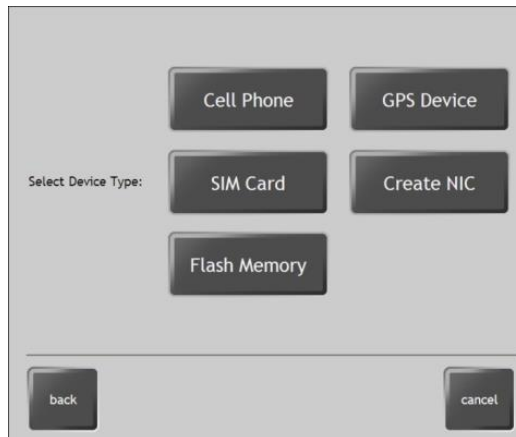 Cell Phone
GPS Device
Select Device Type:
SIM Card
Create NIC
Flash Memory
back
cancel